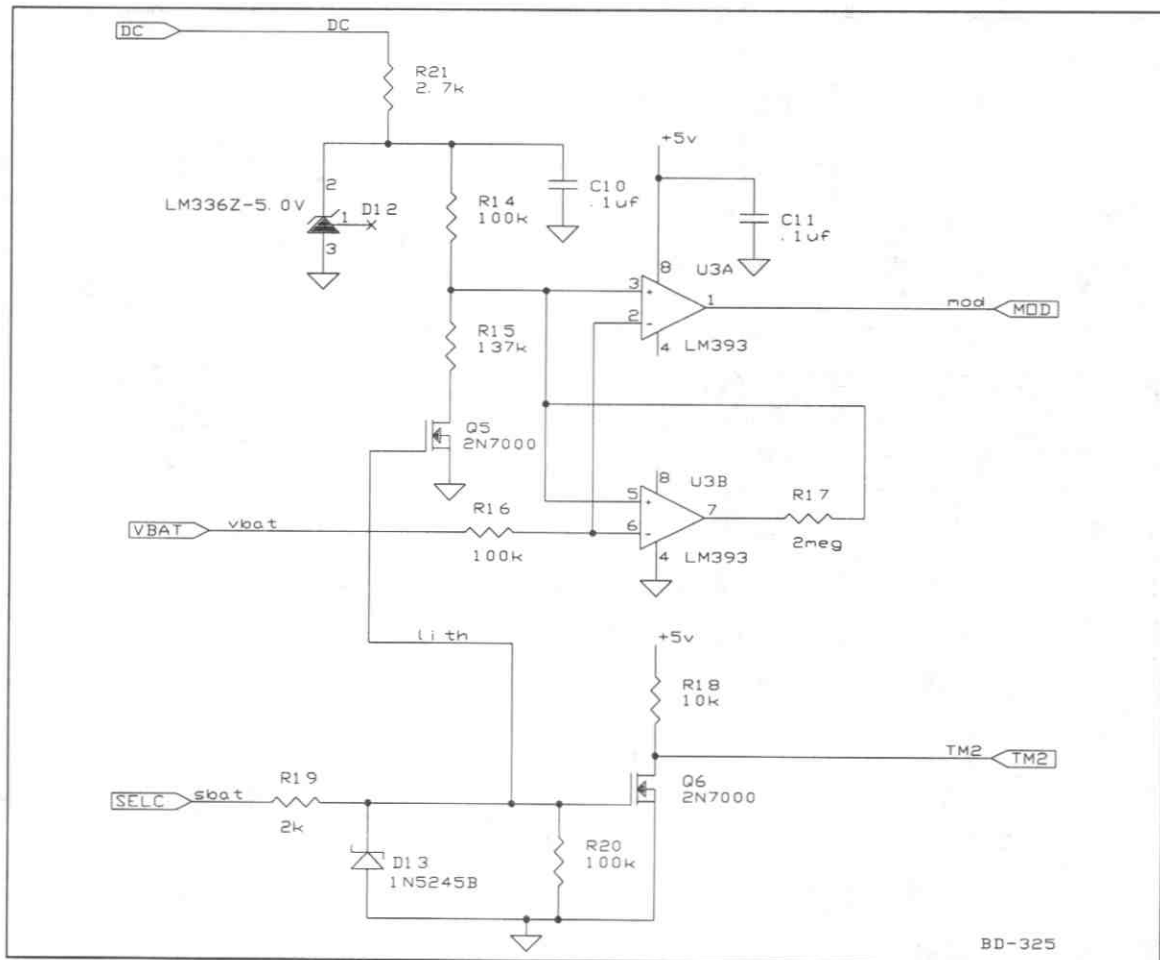 DC
DC
R21
2.7k
+5v
2
LM336Z-5.0V
1
D12
3
R14
100k
C10
.1uf
C11
.1uf
8
U3A
3
+
1
mod
MOD
2
-
4
LM393
R15
137k
Q5
2N7000
8
U3B
5
+
7
R17
R16
VBAT
vbat
6
-
100k
4
LM393
2meg
lith
+5v
R18
10k
TM2
TM2
R19
Q6
2N7000
SELC
sbat
2k
D13
1N5245B
R20
100k
BD-325